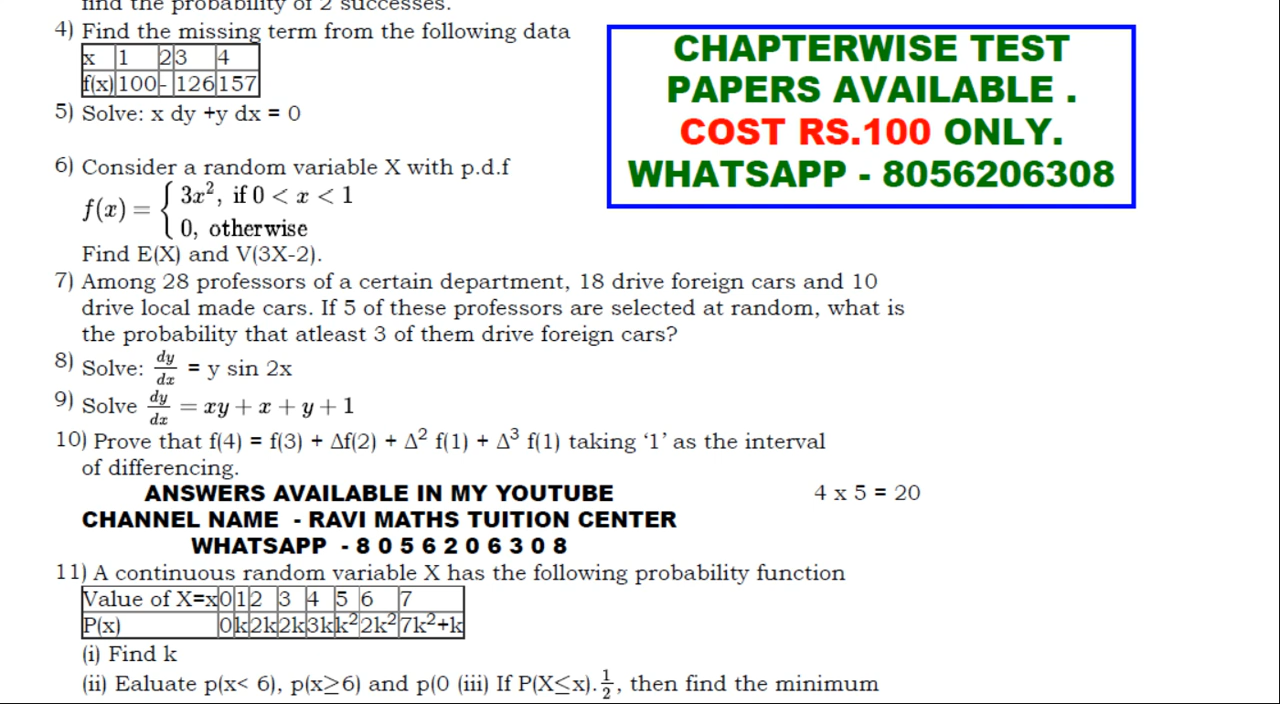 find the probability of 2 successes.
4) Find the missing term from the following data
x 1 2 3 4
f(x) 100 - 126 157
5) Solve: x dy +y dx = 0
6) Consider a random variable X with p.d.f
f(x) = { 3x², if 0 < x < 1
0, otherwise
Find E(X) and V(3X-2).
7) Among 28 professors of a certain department, 18 drive foreign cars and 10
drive local made cars. If 5 of these professors are selected at random, what is
the probability that atleast 3 of them drive foreign cars?
8) Solve: dy/dx = y sin 2x
9) Solve dy/dx = xy + x + y + 1
10) Prove that f(4) = f(3) + Δf(2) + Δ² f(1) + Δ³ f(1) taking ‘1’ as the interval
of differencing.
CHAPTERWISE TEST
PAPERS AVAILABLE .
COST RS.100 ONLY.
WHATSAPP - 8056206308
ANSWERS AVAILABLE IN MY YOUTUBE 4 x 5 = 20
CHANNEL NAME - RAVI MATHS TUITION CENTER
WHATSAPP - 8 0 5 6 2 0 6 3 0 8
11) A continuous random variable X has the following probability function
Value of X=x 0 1 2 3 4 5 6 7
P(x) 0 k 2k 2k 3k k² 2k² 7k²+k
(i) Find k
(ii) Ealuate p(x< 6), p(x≥6) and p(0 (iii) If P(X≤x).1/2, then find the minimum